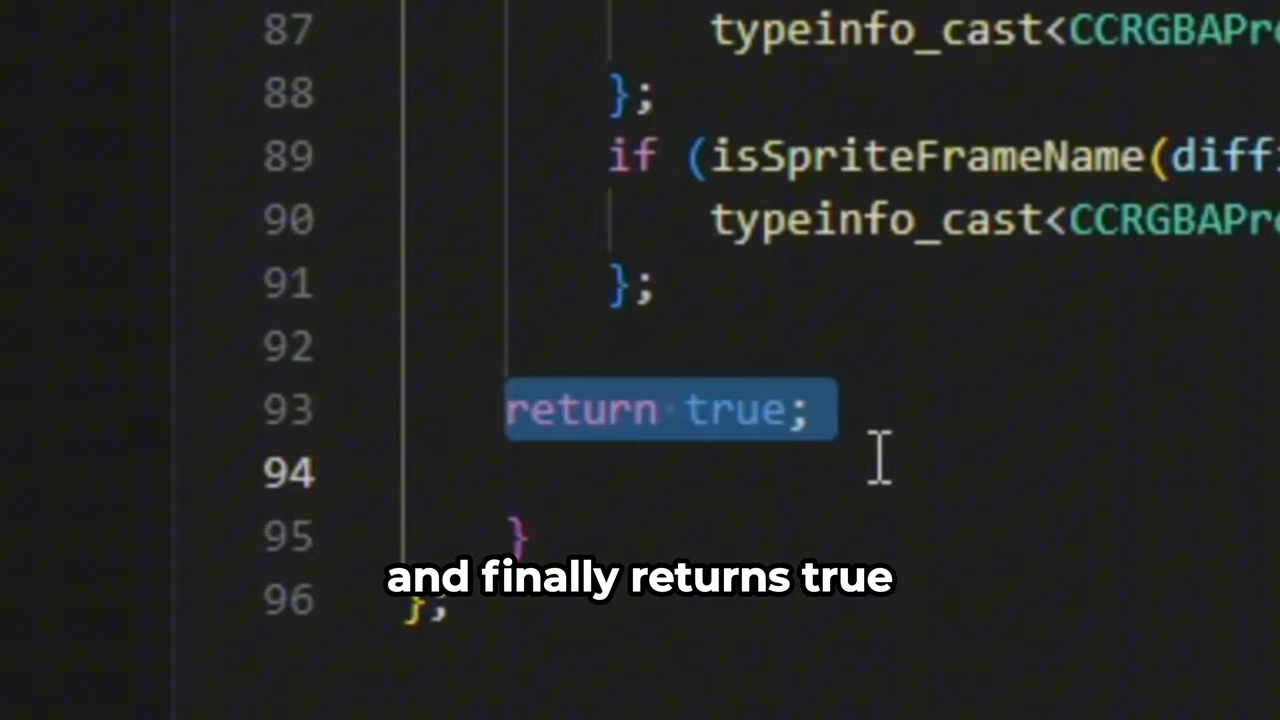 87 typeinfo_cast<CCRGBAPr
88 };
89 if (isSpriteFrameName(diff
90 typeinfo_cast<CCRGBAPr
91 };
92
93 return true;
94
95 }
and finally returns true
96 };